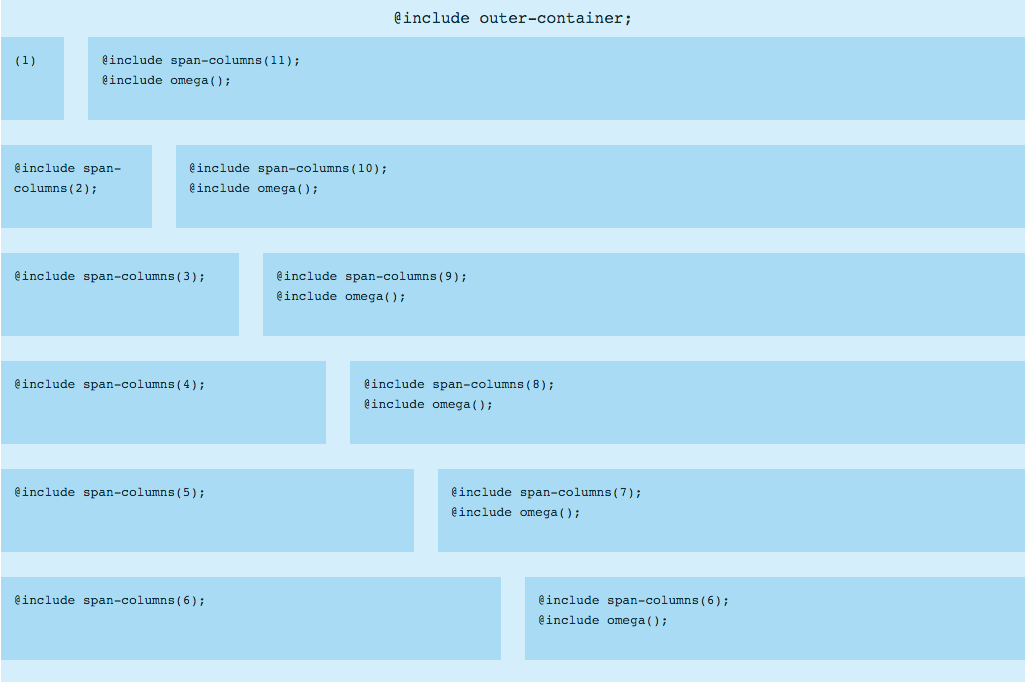 @include outer-container;
(1)
@include span-columns(11);
@include omega();
@include span-
columns(2);
@include span-columns(10);
@include omega();
@include span-columns(3);
@include span-columns(9);
@include omega();
@include span-columns(4);
@include span-columns(8);
@include omega();
@include span-columns(5);
@include span-columns(7);
@include omega();
@include span-columns(6);
@include span-columns(6);
@include omega();